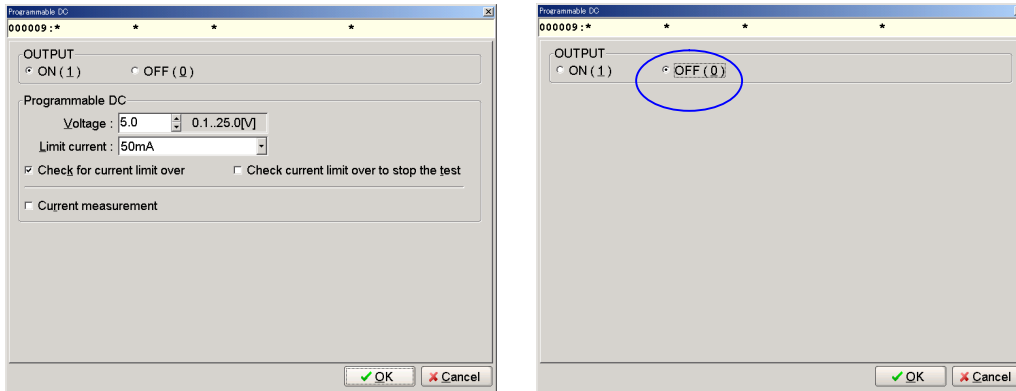 Programmable DC
000009:* * * *
OUTPUT
ON (1) OFF (0)
Programmable DC
Voltage : 5.0 0.1..25.0[V]
Limit current : 50mA
Check for current limit over Check current limit over to stop the test
Current measurement
OK Cancel
Programmable DC
000009:* * * *
OUTPUT
ON (1) OFF (0)
OK Cancel